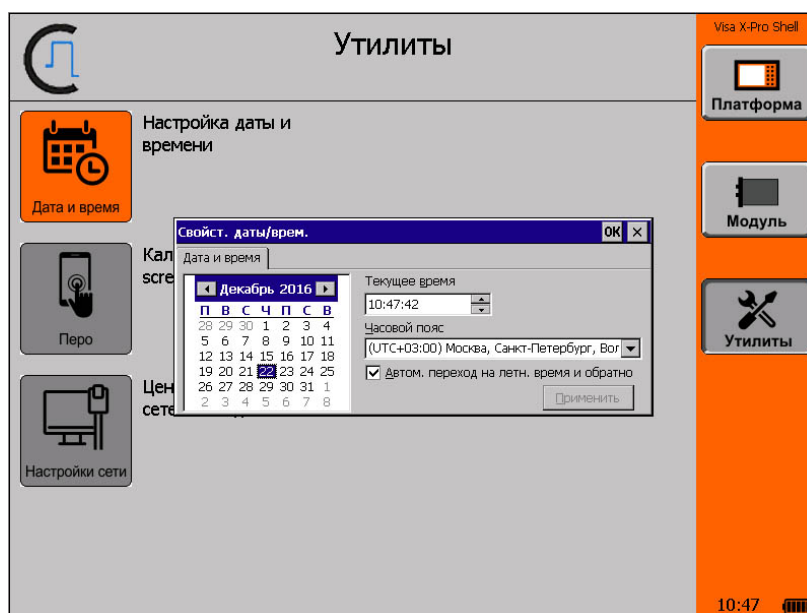 Утилиты
Visa X-Pro Shell
Платформа
Модуль
Утилиты
Настройка даты и
времени
Дата и время
Кал
scre
Перо
Цен
сете
Настройки сети
Свойст. даты/врем.
OK
Дата и время
Декабрь 2016
П В С Ч П С В
28 29 30 1 2 3 4
5 6 7 8 9 10 11
12 13 14 15 16 17 18
19 20 21 22 23 24 25
26 27 28 29 30 31 1
2 3 4 5 6 7 8
Текущее время
10:47:42
Часовой пояс
(UTC+03:00) Москва, Санкт-Петербург, Вол
Автом. переход на летн. время и обратно
Применить
10:47